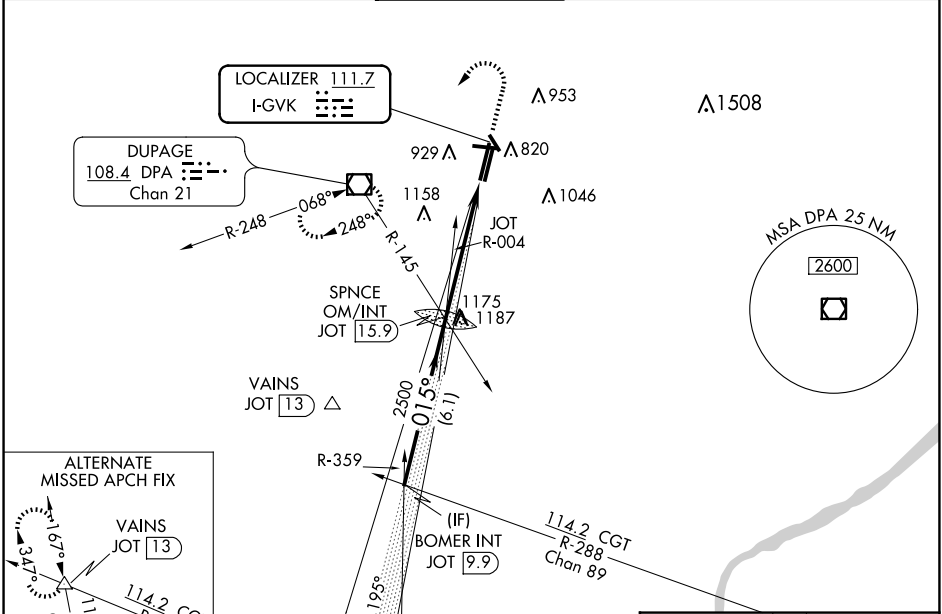 LOCALIZER 111.7
I-GVK
953
1508
929
820
DUPAGE
108.4 DPA
Chan 21
1158
1046
068°
R-248
248°
R-145
JOT
R-004
MSA DPA 25 NM
2600
SPNCE
OM/INT
JOT 15.9
1175
1187
VAINS
JOT 13
2500
015°
(6.1)
R-359
ALTERNATE
MISSED APCH FIX
VAINS
JOT 13
167°
347°
(IF)
BOMER INT
JOT 9.9
114.2 CGT
R-288
Chan 89
195°